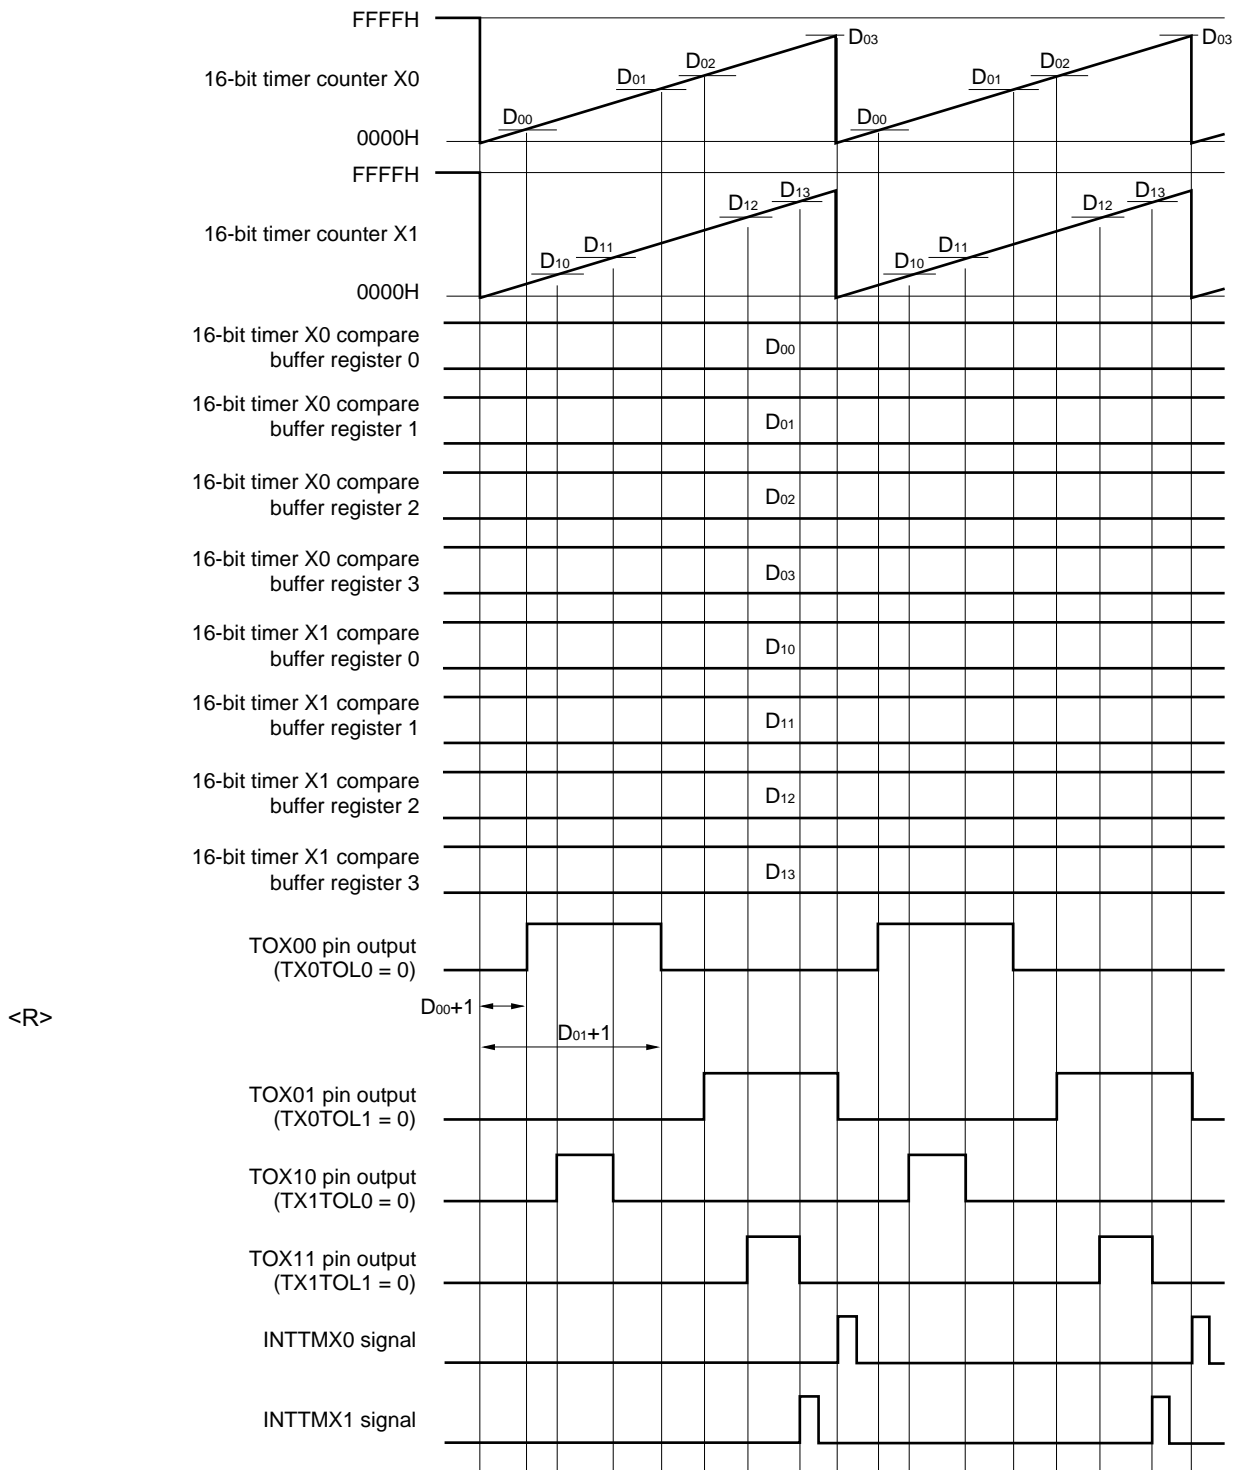 FFFFH
16-bit timer counter X0
0000H
D00
D01
D02
D03
D00
D01
D02
D03
FFFFH
16-bit timer counter X1
0000H
D10
D11
D12
D13
D10
D11
D12
D13
16-bit timer X0 compare
buffer register 0
D00
16-bit timer X0 compare
buffer register 1
D01
16-bit timer X0 compare
buffer register 2
D02
16-bit timer X0 compare
buffer register 3
D03
16-bit timer X1 compare
buffer register 0
D10
16-bit timer X1 compare
buffer register 1
D11
16-bit timer X1 compare
buffer register 2
D12
16-bit timer X1 compare
buffer register 3
D13
TOX00 pin output
(TX0TOL0 = 0)
<R>
D00+1
D01+1
TOX01 pin output
(TX0TOL1 = 0)
TOX10 pin output
(TX1TOL0 = 0)
TOX11 pin output
(TX1TOL1 = 0)
INTTMX0 signal
INTTMX1 signal